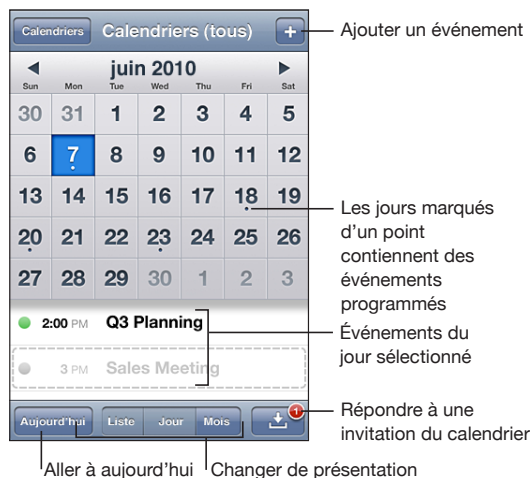 Calendriers Calendriers (tous) + Ajouter un événement
juin 2010
Sun Mon Tue Wed Thu Fri Sat
30 31 1 2 3 4 5
6 7 8 9 10 11 12
13 14 15 16 17 18 19
20 21 22 23 24 25 26
27 28 29 30 1 2 3
Les jours marqués
d'un point
contiennent des
événements
programmés
2:00 PM Q3 Planning
3 PM Sales Meeting
Événements du
jour sélectionné
Aujourd'hui Liste Jour Mois 1
Répondre à une
invitation du calendrier
Aller à aujourd'hui Changer de présentation